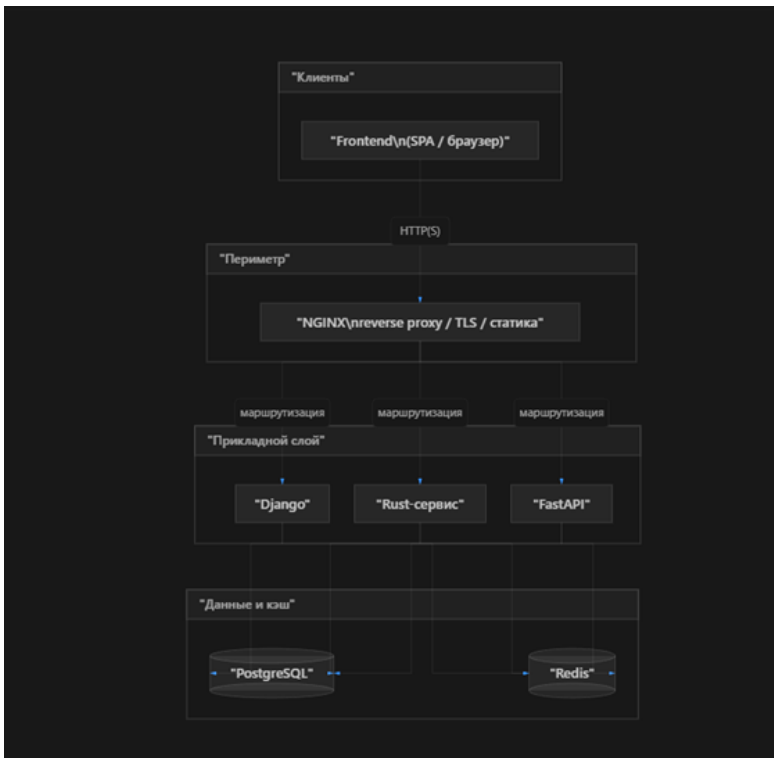 "Клиенты"
"Frontend\n(SPA / браузер)"
HTTP(S)
"Периметр"
"NGINX\nreverse proxy / TLS / статика"
маршрутизация маршрутизация маршрутизация
"Прикладной слой"
"Django" "Rust-сервис" "FastAPI"
"Данные и кэш"
"PostgreSQL" "Redis"